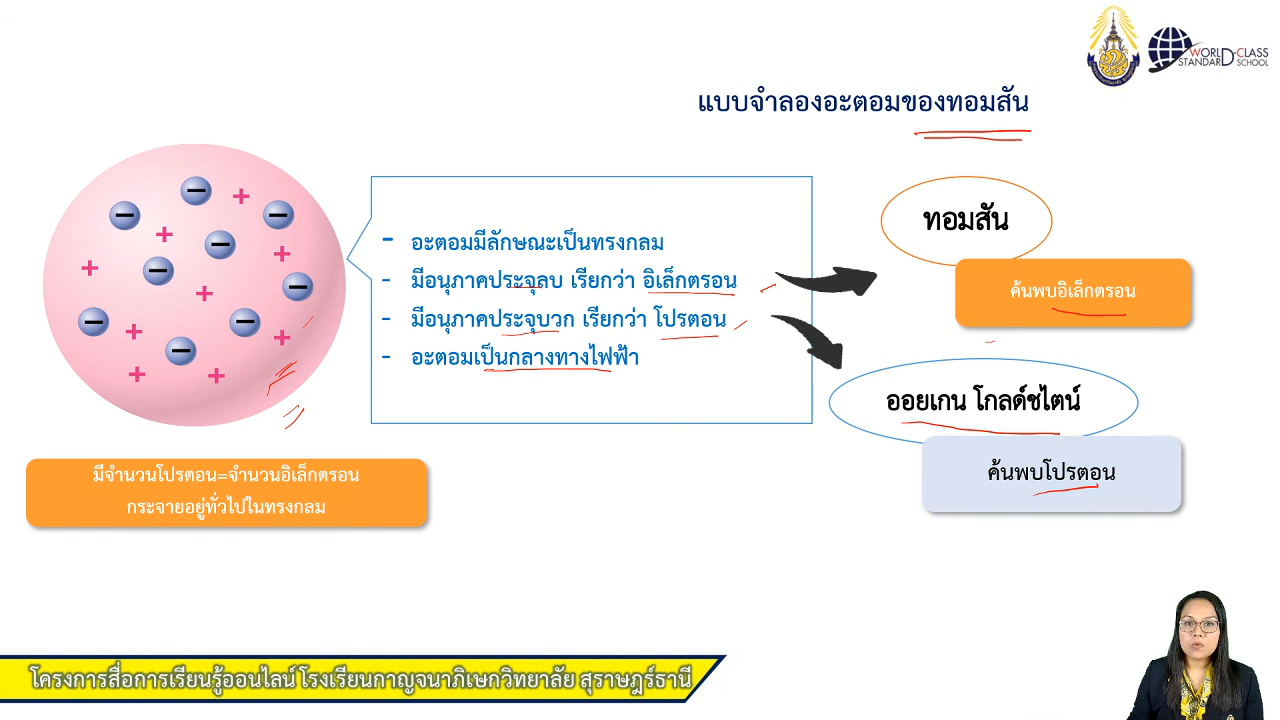 WORLD-CLASS
STANDARD SCHOOL
แบบจำลองอะตอมของทอมสัน
- อะตอมมีลักษณะเป็นทรงกลม
- มีอนุภาคประจุลบ เรียกว่า อิเล็กตรอน
- มีอนุภาคประจุบวก เรียกว่า โปรตอน
- อะตอมเป็นกลางทางไฟฟ้า
ทอมสัน
ค้นพบอิเล็กตรอน
ออยเกน โกลด์ชไตน์
ค้นพบโปรตอน
มีจำนวนโปรตอน=จำนวนอิเล็กตรอน
กระจายอยู่ทั่วไปในทรงกลม
โครงการสื่อการเรียนรู้ออนไลน์ โรงเรียนกาญจนาภิเษกวิทยาลัย สุราษฎร์ธานี